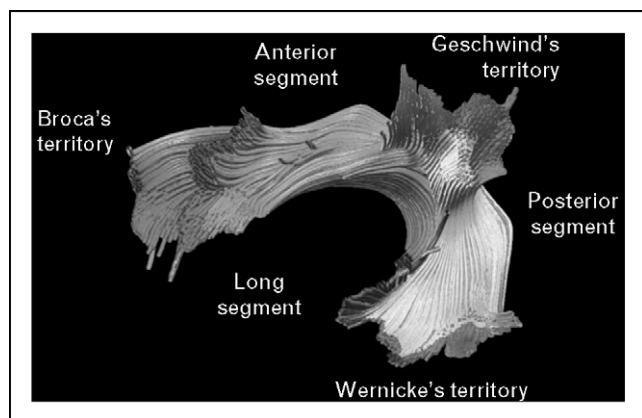 Anterior
segment
Geschwind's
territory
Broca's
territory
Posterior
segment
Long
segment
Wernicke's territory